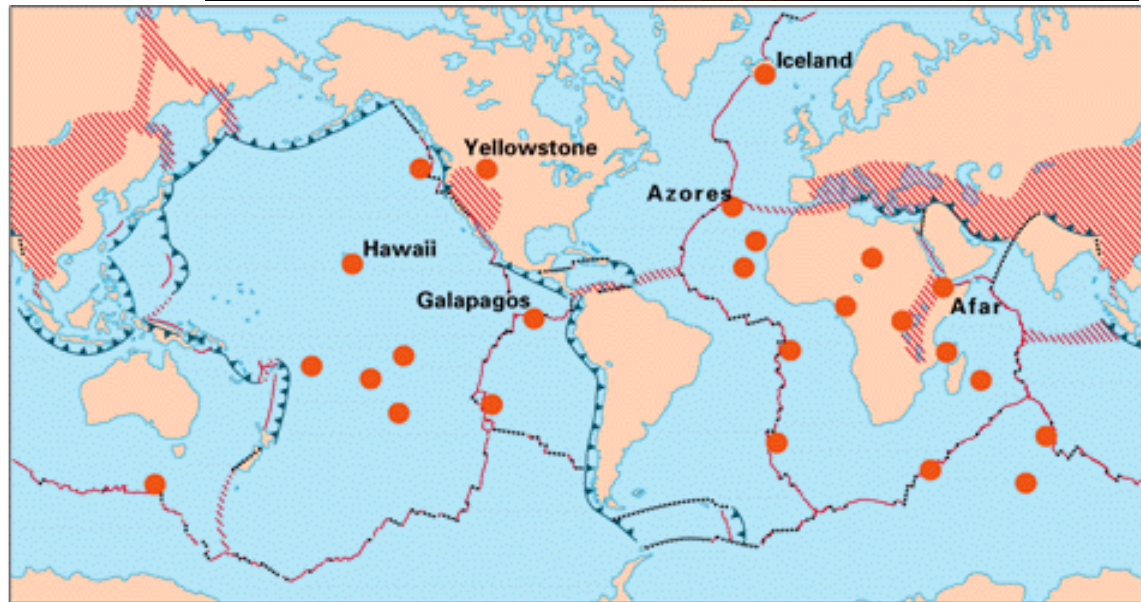 Iceland
Yellowstone
Azores
Hawaii
Galapagos
Afar